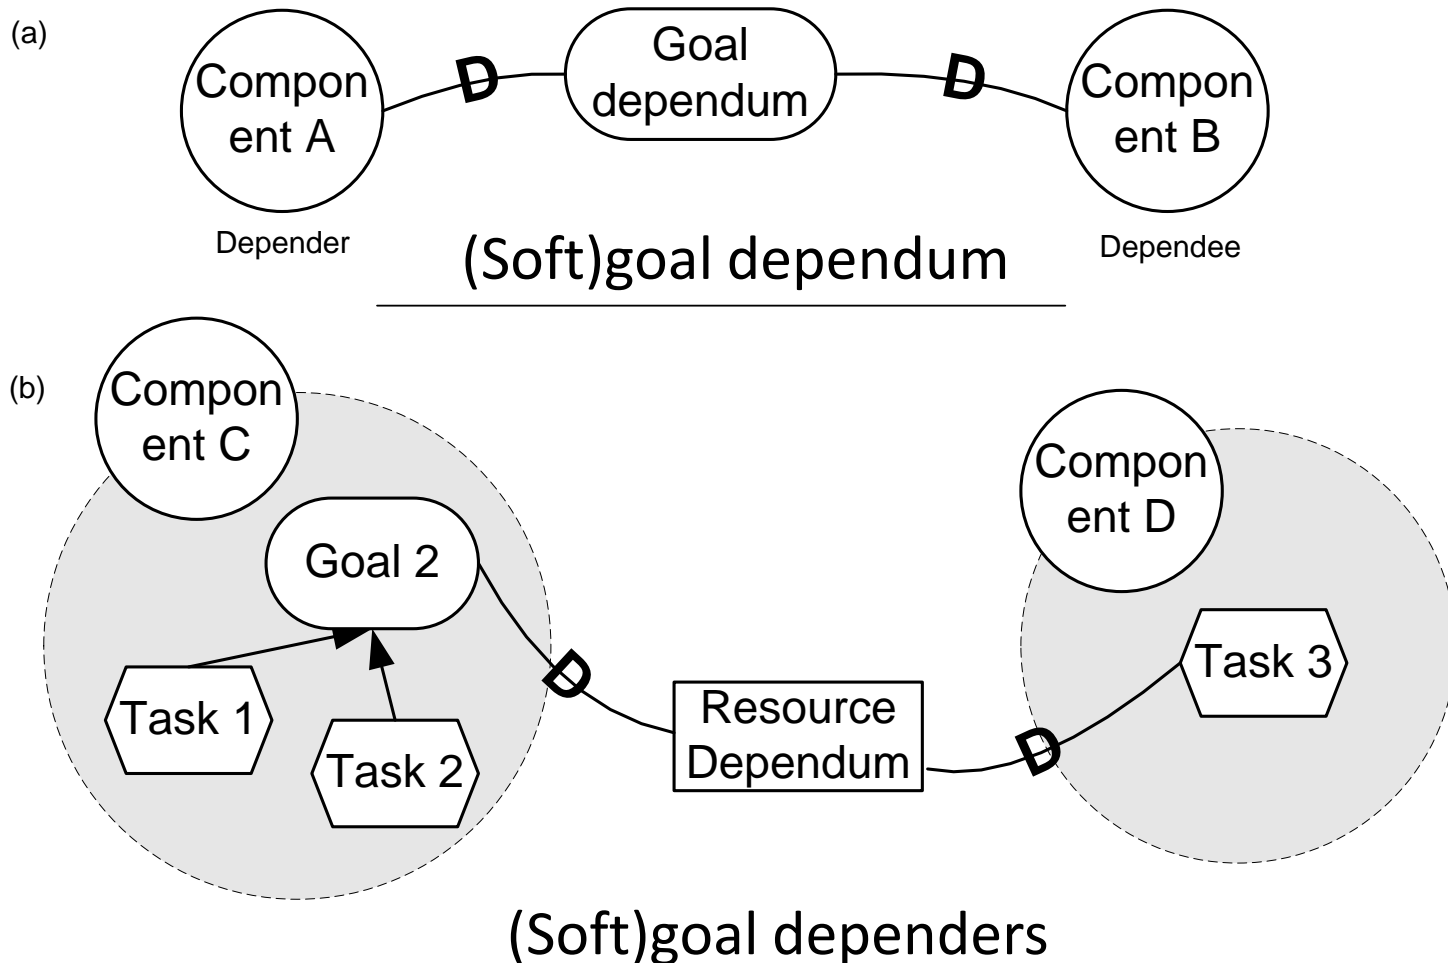 (a)
Compon
ent A
D
Goal
dependum
D
Compon
ent B
Depender
(Soft)goal dependum
Dependee
(b)
Compon
ent C
Compon
ent D
Goal 2
Task 1
Task 2
D
Resource
Dependum
D
Task 3
(Soft)goal dependers